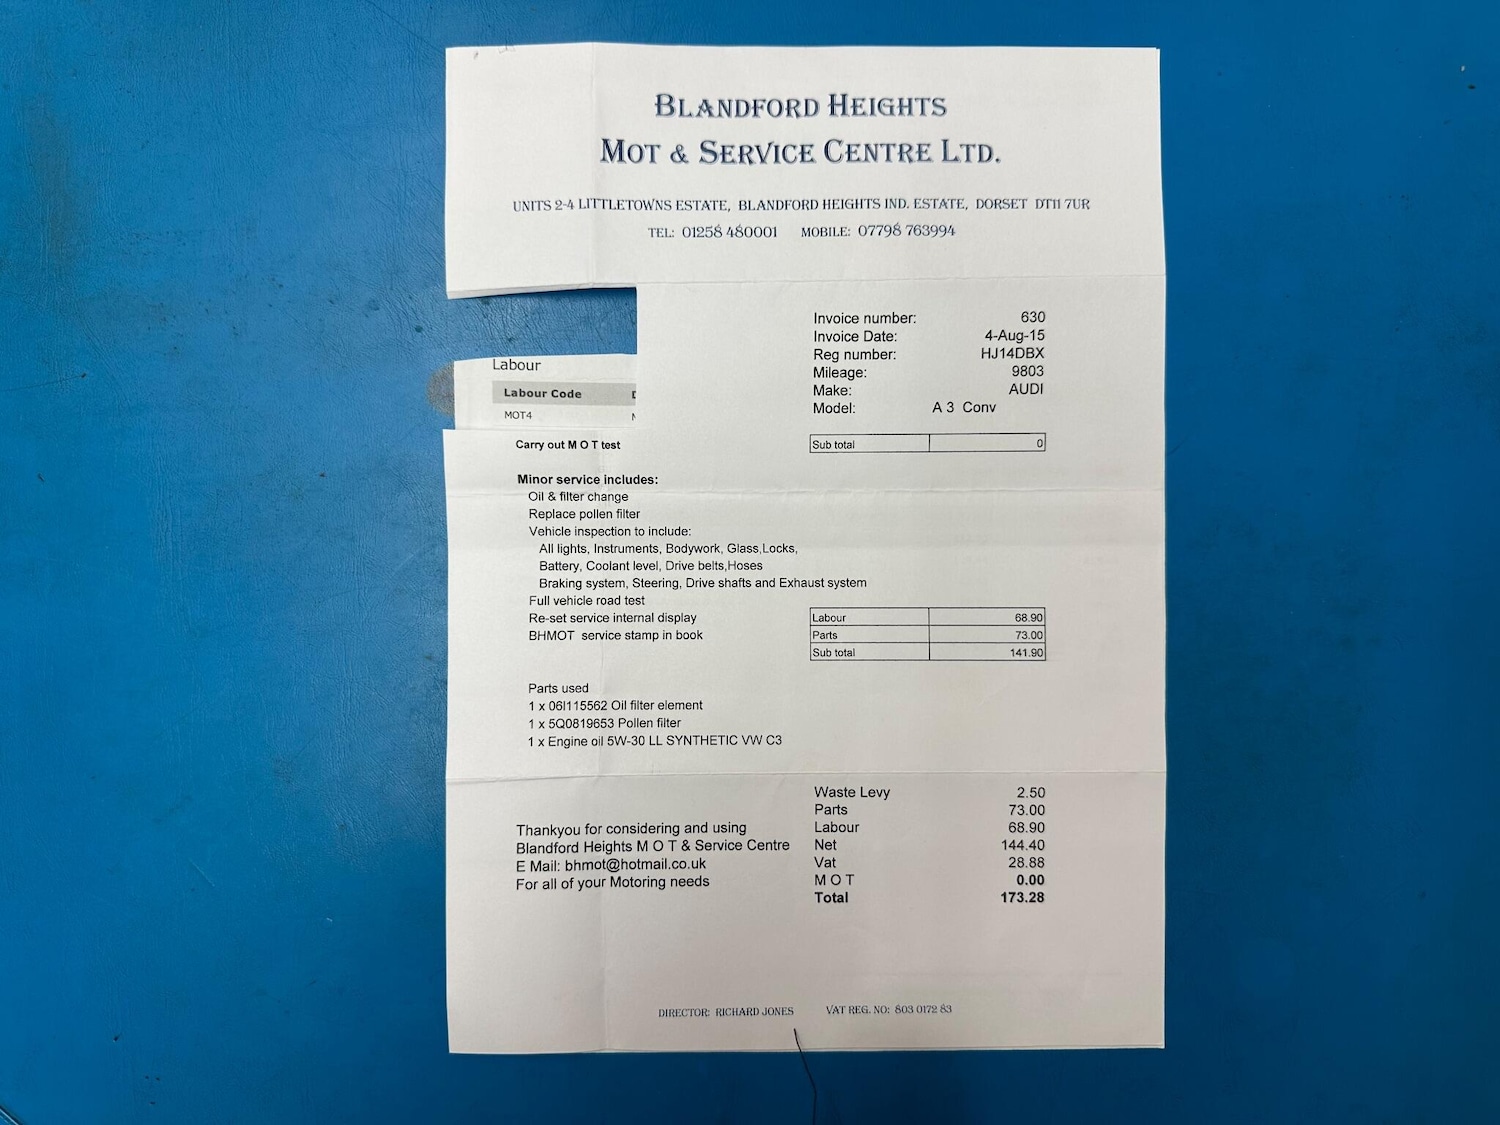 BLANDFORD HEIGHTS
MOT & SERVICE CENTRE LTD.
UNITS 2-4 LITTLETOWNS ESTATE, BLANDFORD HEIGHTS IND. ESTATE, DORSET DT11 7UR
TEL: 01258 480001 MOBILE: 07798 763994
Invoice number: 630
Invoice Date: 4-Aug-15
Reg number: HJ14DBX
Mileage: 9803
Make: AUDI
Model: A 3 Conv
Labour
Labour Code
MOT4
Carry out M O T test
Sub total 0
Minor service includes:
Oil & filter change
Replace pollen filter
Vehicle inspection to include:
All lights, Instruments, Bodywork, Glass,Locks,
Battery, Coolant level, Drive belts,Hoses
Braking system, Steering, Drive shafts and Exhaust system
Full vehicle road test
Re-set service internal display
BHMOT service stamp in book
Labour 68.90
Parts 73.00
Sub total 141.90
Parts used
1 x 06I115562 Oil filter element
1 x 5Q0819653 Pollen filter
1 x Engine oil 5W-30 LL SYNTHETIC VW C3
Thankyou for considering and using
Blandford Heights M O T & Service Centre
E Mail: bhmot@hotmail.co.uk
For all of your Motoring needs
Waste Levy 2.50
Parts 73.00
Labour 68.90
Net 144.40
Vat 28.88
M O T 0.00
Total 173.28
DIRECTOR: RICHARD JONES VAT REG. NO: 803 0172 83